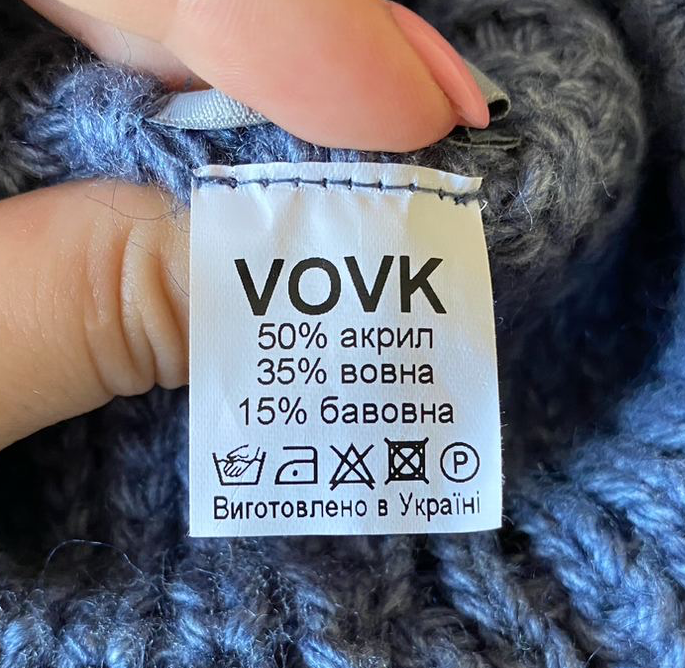 VOVK
50% акрил
35% вовна
15% бавовна
P
Виготовлено в Україні